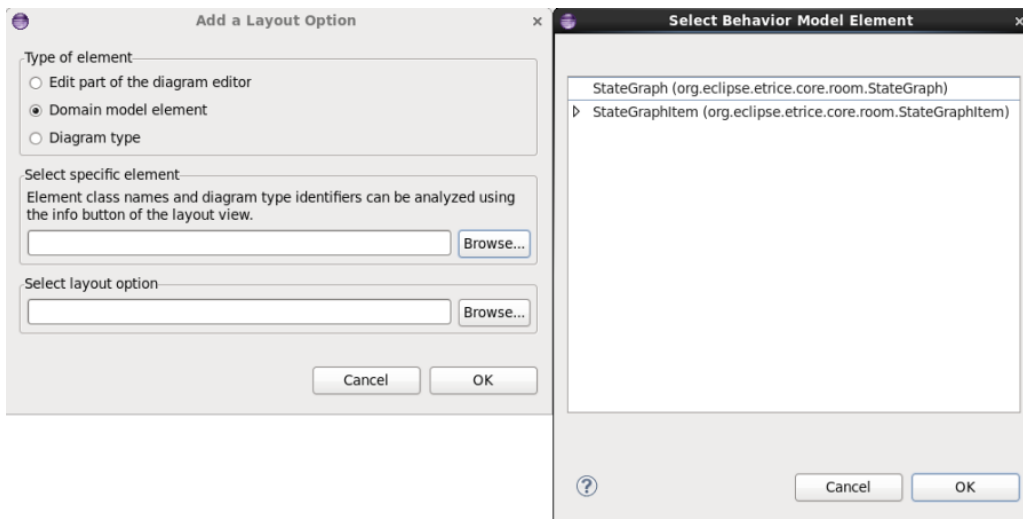 Add a Layout Option
Type of element
Edit part of the diagram editor
Domain model element
Diagram type
Select specific element
Element class names and diagram type identifiers can be analyzed using
the info button of the layout view.
Browse...
Select layout option
Browse...
Cancel
OK
Select Behavior Model Element
StateGraph (org.eclipse.etrice.core.room.StateGraph)
StateGraphItem (org.eclipse.etrice.core.room.StateGraphItem)
?
Cancel
OK